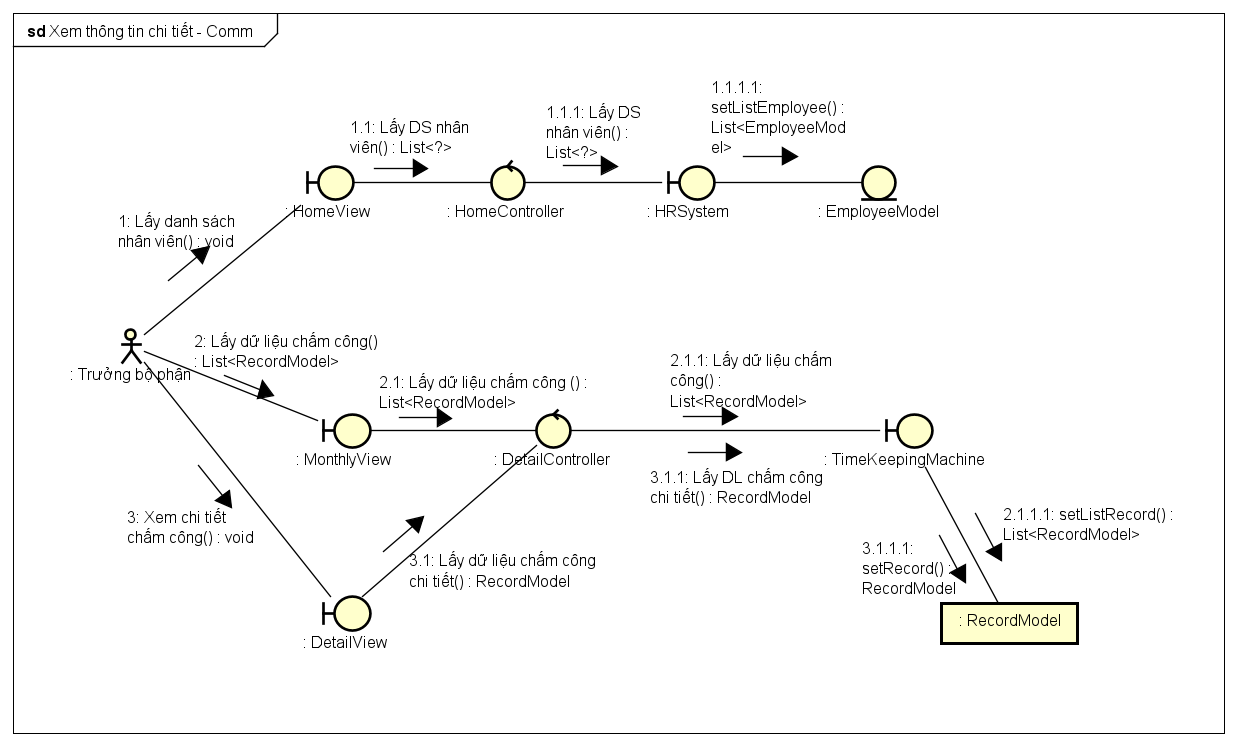 sd Xem thông tin chi tiết - Comm
1.1.1.1:
setListEmployee() :
List<EmployeeMod
el>
1.1: Lấy DS nhân
viên() : List<?>
1.1.1: Lấy DS
nhân viên() :
List<?>
: HomeView
: HomeController
: HRSystem
: EmployeeModel
1: Lấy danh sách
nhân viên() : void
: Trưởng bộ phận
2: Lấy dữ liệu chấm công()
: List<RecordModel>
2.1: Lấy dữ liệu chấm công () :
List<RecordModel>
2.1.1: Lấy dữ liệu chấm
công() :
List<RecordModel>
: MonthlyView
: DetailController
: TimeKeepingMachine
3.1.1: Lấy DL chấm công
chi tiết() : RecordModel
3: Xem chi tiết
chấm công() : void
3.1: Lấy dữ liệu chấm công
chi tiết() : RecordModel
2.1.1.1: setListRecord() :
List<RecordModel>
3.1.1.1:
setRecord() :
RecordModel
: RecordModel
: DetailView